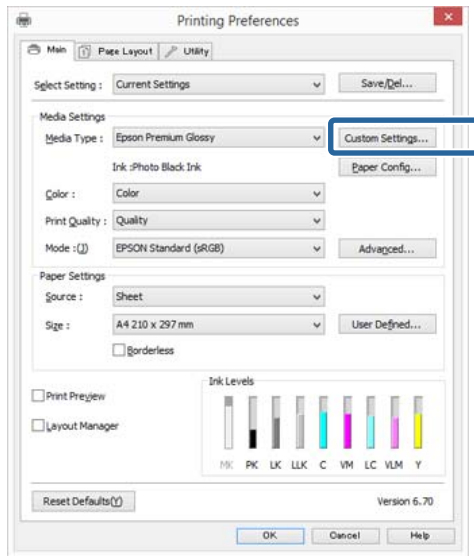 Printing Preferences
Main Page Layout Utility
Select Setting : Current Settings Save/Del...
Media Settings
Media Type : Epson Premium Glossy Custom Settings...
Ink :Photo Black Ink Paper Config...
Color : Color
Print Quality : Quality
Mode :(J) EPSON Standard (sRGB) Advanced...
Paper Settings
Source : Sheet
Size : A4 210 x 297 mm User Defined...
Borderless
Print Preview
Ink Levels
Layout Manager
MK PK LK LLK C VM LC VLM Y
Reset Defaults(Y) Version 6.70
OK Cancel Help